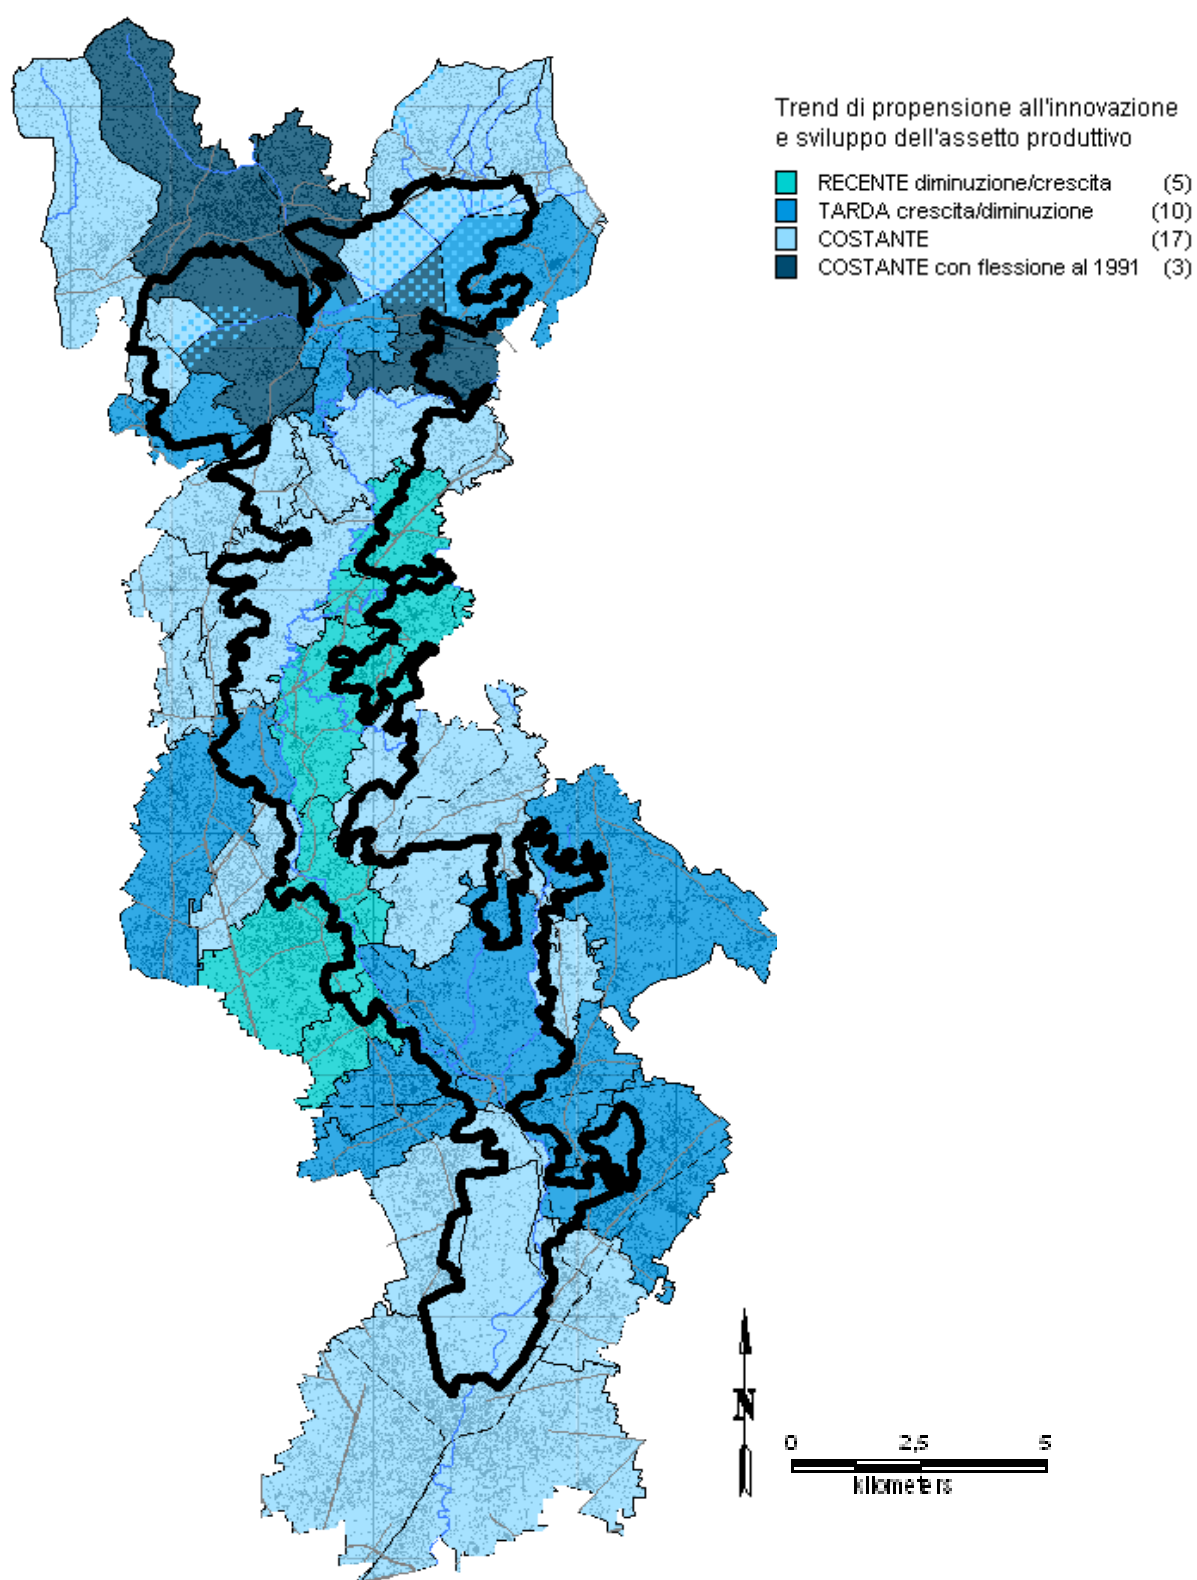 Trend di propensione all'innovazione
e sviluppo dell'assetto produttivo
RECENTE diminuzione/crescita (5)
TARDA crescita/diminuzione (10)
COSTANTE (17)
COSTANTE con flessione al 1991 (3)
N
0 2,5 5
kilometers